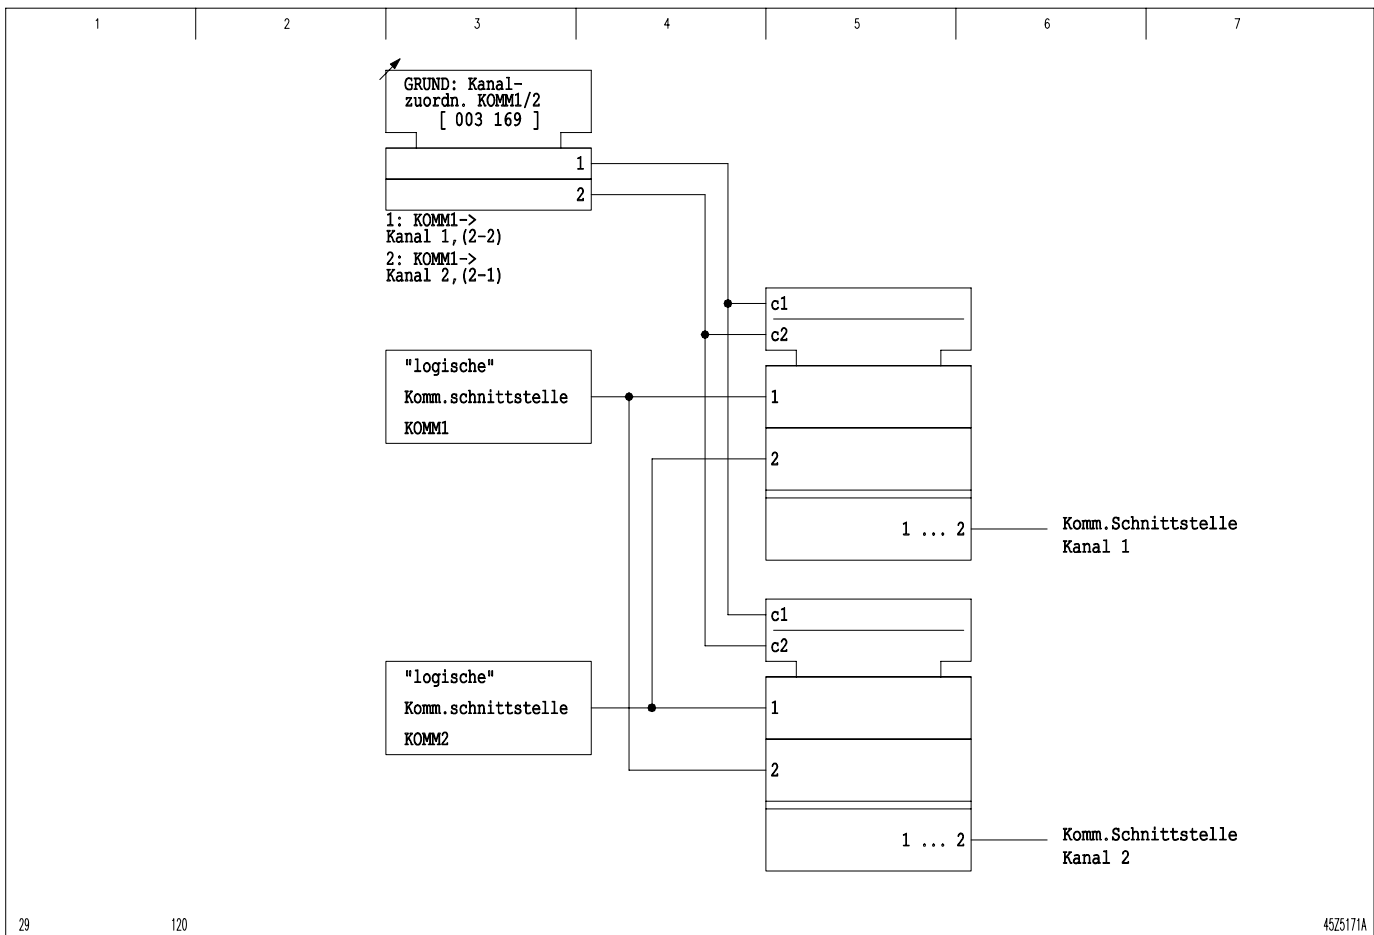 1 2 3 4 5 6 7
GRUND: Kanal-
zuordn. KOMM1/2
[ 003 169 ]
1
2
1: KOMM1->
Kanal 1,(2-2)
2: KOMM1->
Kanal 2,(2-1)
c1
c2
"logische"
Komm.schnittstelle
KOMM1
1
2
1 ... 2
Komm.Schnittstelle
Kanal 1
c1
c2
"logische"
Komm.schnittstelle
KOMM2
1
2
1 ... 2
Komm.Schnittstelle
Kanal 2
29 120 45Z5171A